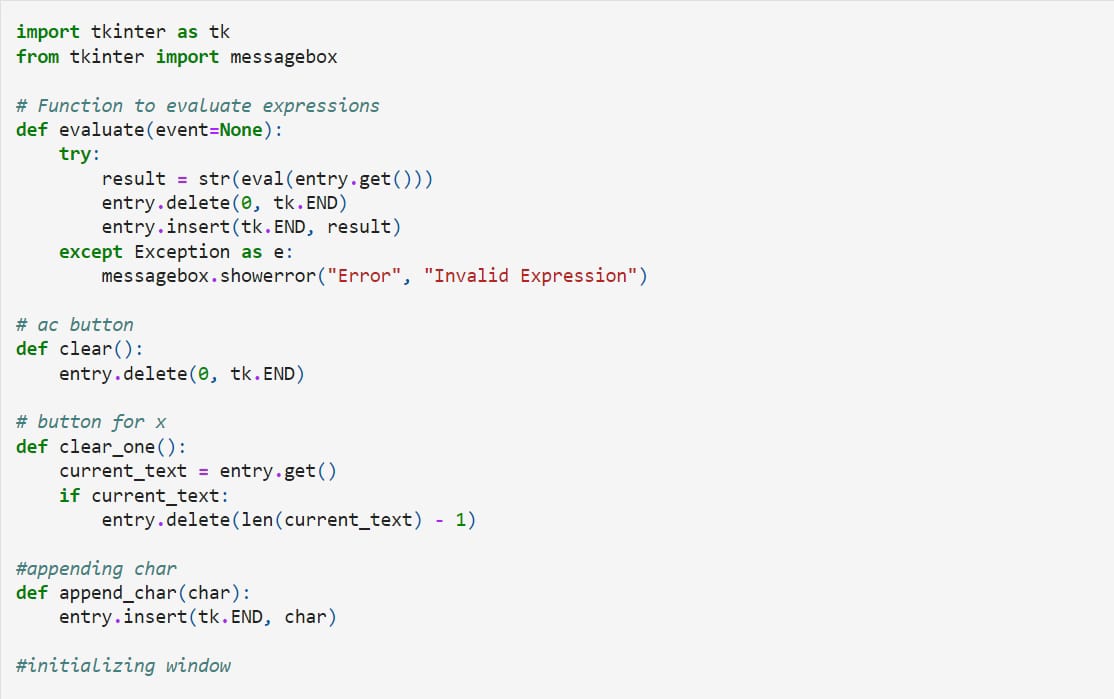 import tkinter as tk
from tkinter import messagebox

# Function to evaluate expressions
def evaluate(event=None):
    try:
        result = str(eval(entry.get()))
        entry.delete(0, tk.END)
        entry.insert(tk.END, result)
    except Exception as e:
        messagebox.showerror("Error", "Invalid Expression")

# ac button
def clear():
    entry.delete(0, tk.END)

# button for x
def clear_one():
    current_text = entry.get()
    if current_text:
        entry.delete(len(current_text) - 1)

#appending char
def append_char(char):
    entry.insert(tk.END, char)

#initializing window